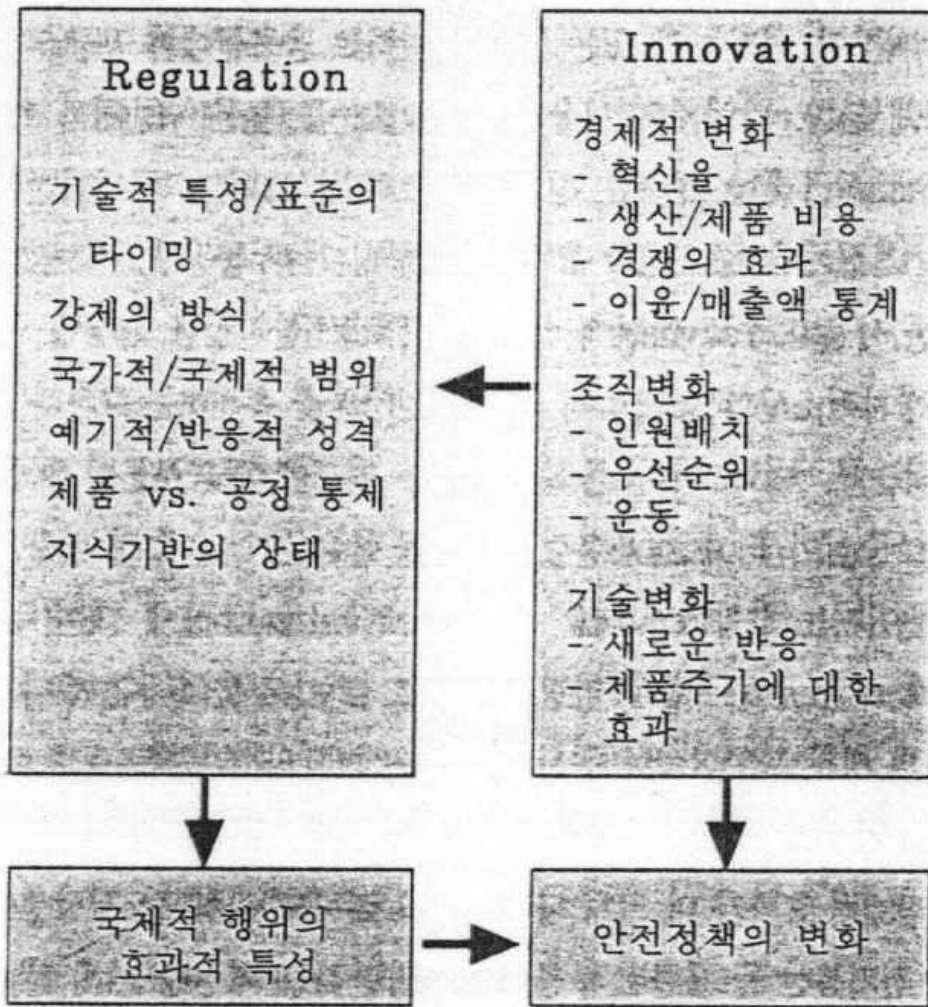 Regulation
기술적 특성/표준의
타이밍
강제의 방식
국가적/국제적 범위
예기적/반응적 성격
제품 vs. 공정 통제
지식기반의 상태
Innovation
경제적 변화
- 혁신율
- 생산/제품 비용
- 경쟁의 효과
- 이윤/매출액 통계
조직변화
- 인원배치
- 우선순위
- 운동
기술변화
- 새로운 반응
- 제품주기에 대한
효과
국제적 행위의
효과적 특성
안전정책의 변화